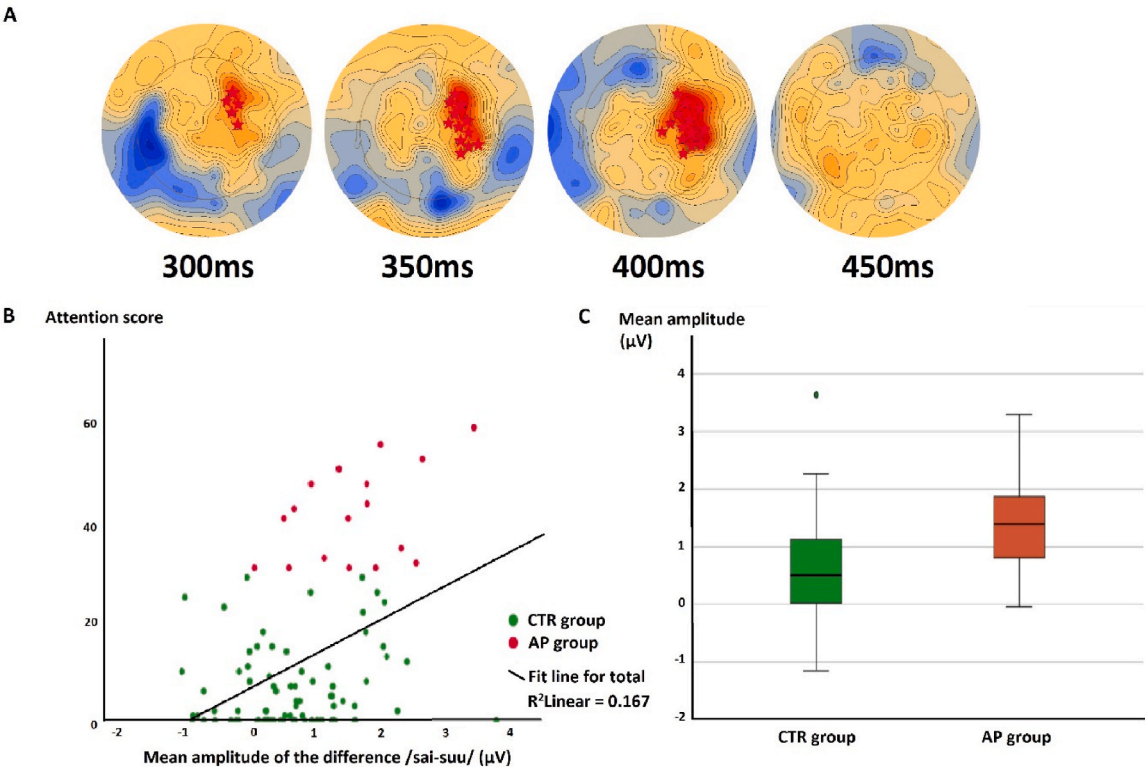 A
300ms
350ms
400ms
450ms
B
Attention score
60
40
20
0
-2
-1
0
1
2
3
4
Mean amplitude of the difference /sai-suu/ (µV)
CTR group
AP group
Fit line for total
R²Linear = 0.167
C
Mean amplitude
(µV)
4
3
2
1
0
-1
-2
CTR group
AP group